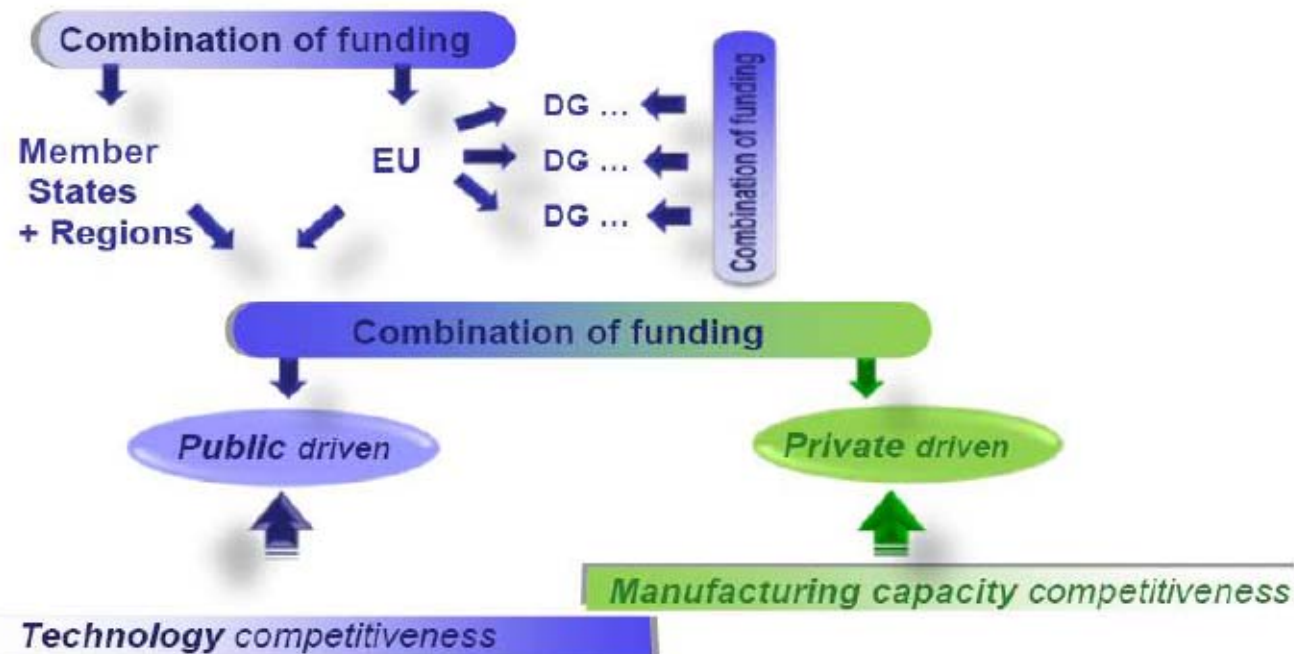 Combination of funding
Combination of funding
DG ...
Member
States
+ Regions
EU
DG ...
DG ...
Combination of funding
Public driven
Private driven
Manufacturing capacity competitiveness
Technology competitiveness